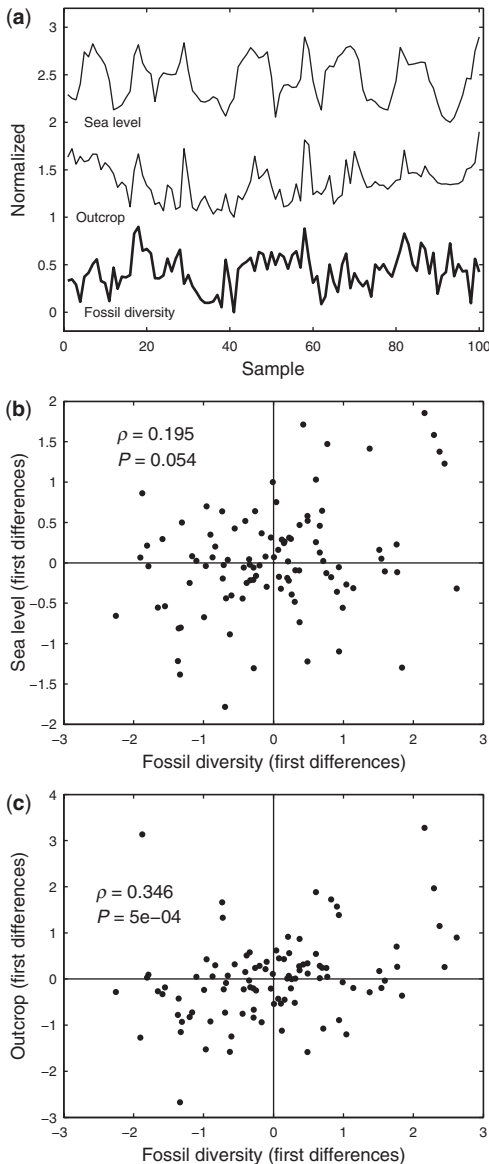 (a)
3
2.5
2
1.5
1
0.5
0
Normalized
Sea level
Outcrop
Fossil diversity
0 20 40 60 80 100
Sample
(b)
2
1.5
1
0.5
0
−0.5
−1
−1.5
−2
Sea level (first differences)
ρ = 0.195
P = 0.054
−3 −2 −1 0 1 2 3
Fossil diversity (first differences)
(c)
4
3
2
1
0
−1
−2
−3
Outcrop (first differences)
ρ = 0.346
P = 5e−04
−3 −2 −1 0 1 2 3
Fossil diversity (first differences)